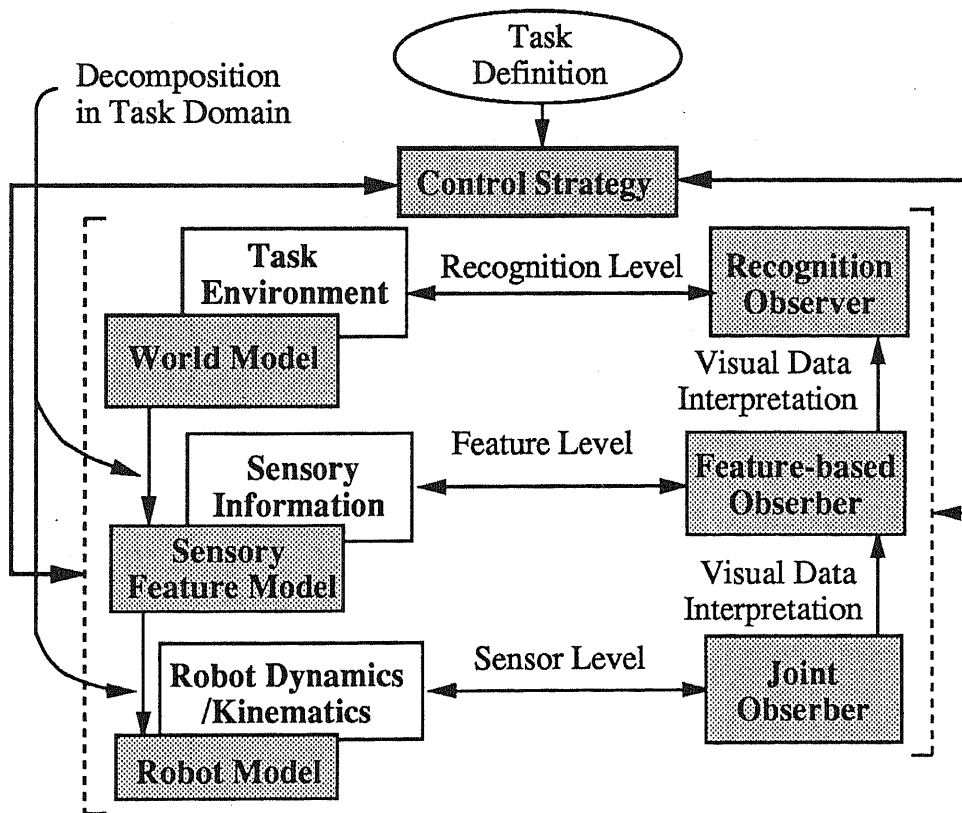 Task
Definition
Decomposition
in Task Domain
Control Strategy
Task
Environment
Recognition Level
Recognition
Observer
World Model
Visual Data
Interpretation
Sensory
Information
Feature Level
Feature-based
Obserber
Sensory
Feature Model
Visual Data
Interpretation
Robot Dynamics
/Kinematics
Sensor Level
Joint
Obserber
Robot Model